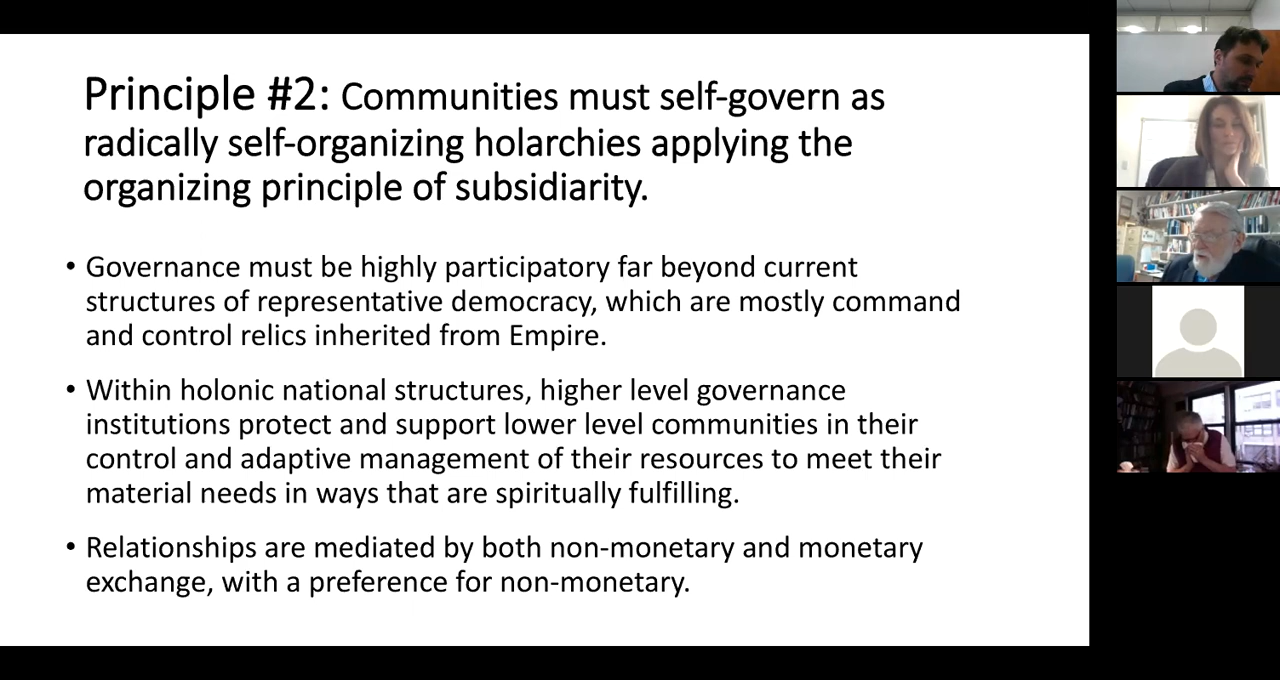 Principle #2: Communities must self-govern as
radically self-organizing holarchies applying the
organizing principle of subsidiarity.
• Governance must be highly participatory far beyond current
structures of representative democracy, which are mostly command
and control relics inherited from Empire.
• Within holonic national structures, higher level governance
institutions protect and support lower level communities in their
control and adaptive management of their resources to meet their
material needs in ways that are spiritually fulfilling.
• Relationships are mediated by both non-monetary and monetary
exchange, with a preference for non-monetary.